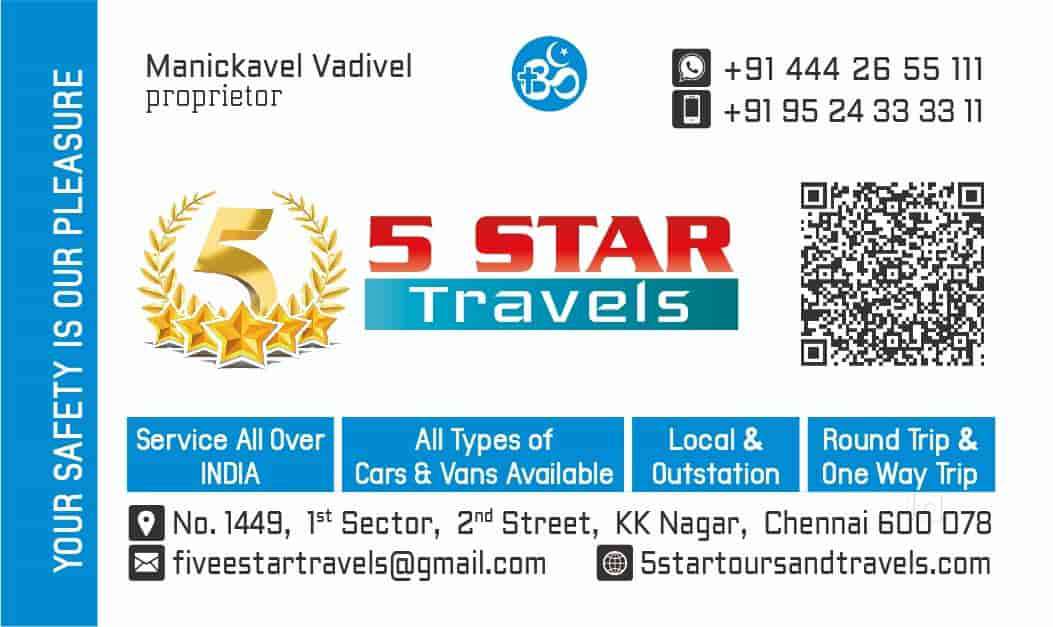 YOUR SAFETY IS OUR PLEASURE
Manickavel Vadivel
proprietor
+91 444 26 55 111
+91 95 24 33 33 11
5
5 STAR
Travels
Service All Over
INDIA
All Types of
Cars & Vans Available
Local &
Outstation
Round Trip &
One Way Trip
No. 1449, 1st Sector, 2nd Street, KK Nagar, Chennai 600 078
fiveestartravels@gmail.com
5startoursandtravels.com